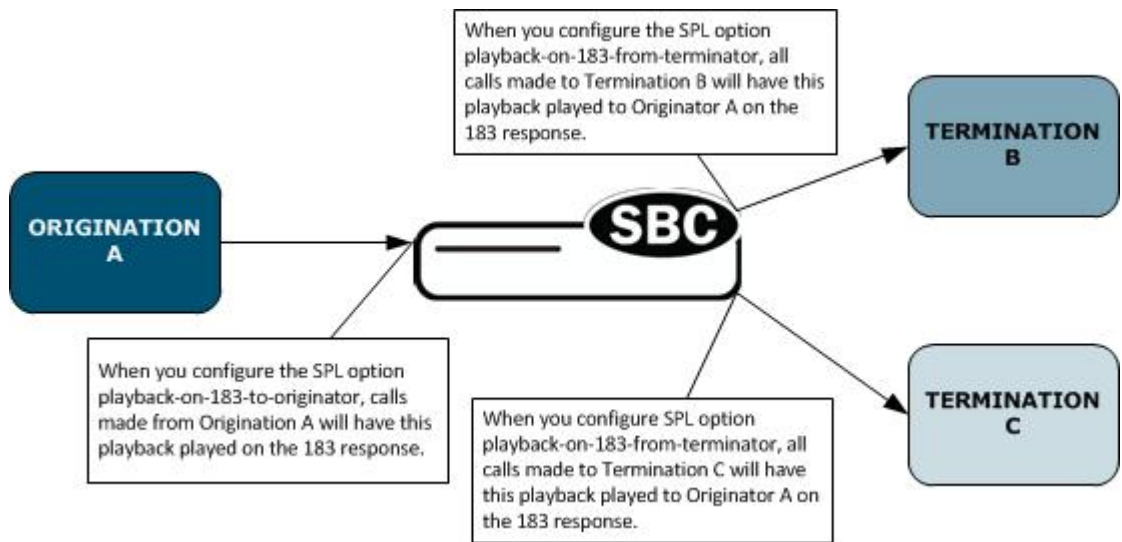 When you configure the SPL option
playback-on-183-from-terminator, all
calls made to Termination B will have this
playback played to Originator A on the
183 response.
TERMINATION
B
ORIGINATION
A
SBC
When you configure the SPL option
playback-on-183-to-originator, calls
made from Origination A will have this
playback played on the 183 response.
When you configure SPL option
playback-on-183-from-terminator, all
calls made to Termination C will have
this playback played to Originator A on
the 183 response.
TERMINATION
C